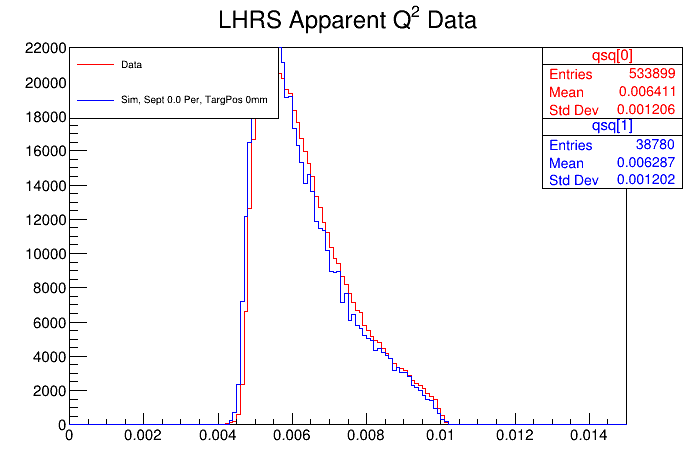 LHRS Apparent Q² Data
22000
20000
18000
16000
14000
12000
10000
8000
6000
4000
2000
0
Data
Sim, Sept 0.0 Per, TargPos 0mm
qsq[0]
Entries 533899
Mean 0.006411
Std Dev 0.001206
qsq[1]
Entries 38780
Mean 0.006287
Std Dev 0.001202
0 0.002 0.004 0.006 0.008 0.01 0.012 0.014